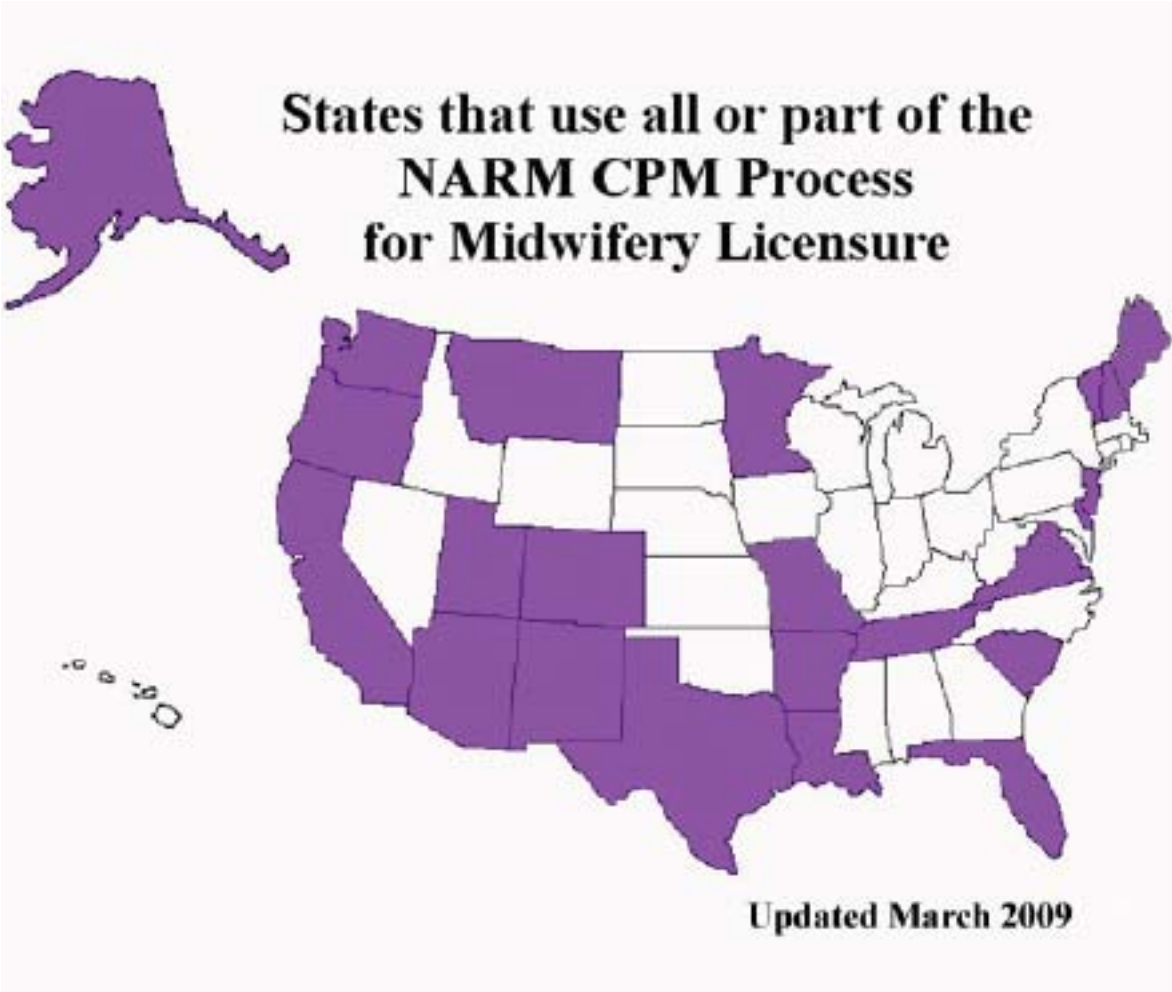 States that use all or part of the
NARM CPM Process
for Midwifery Licensure
Updated March 2009